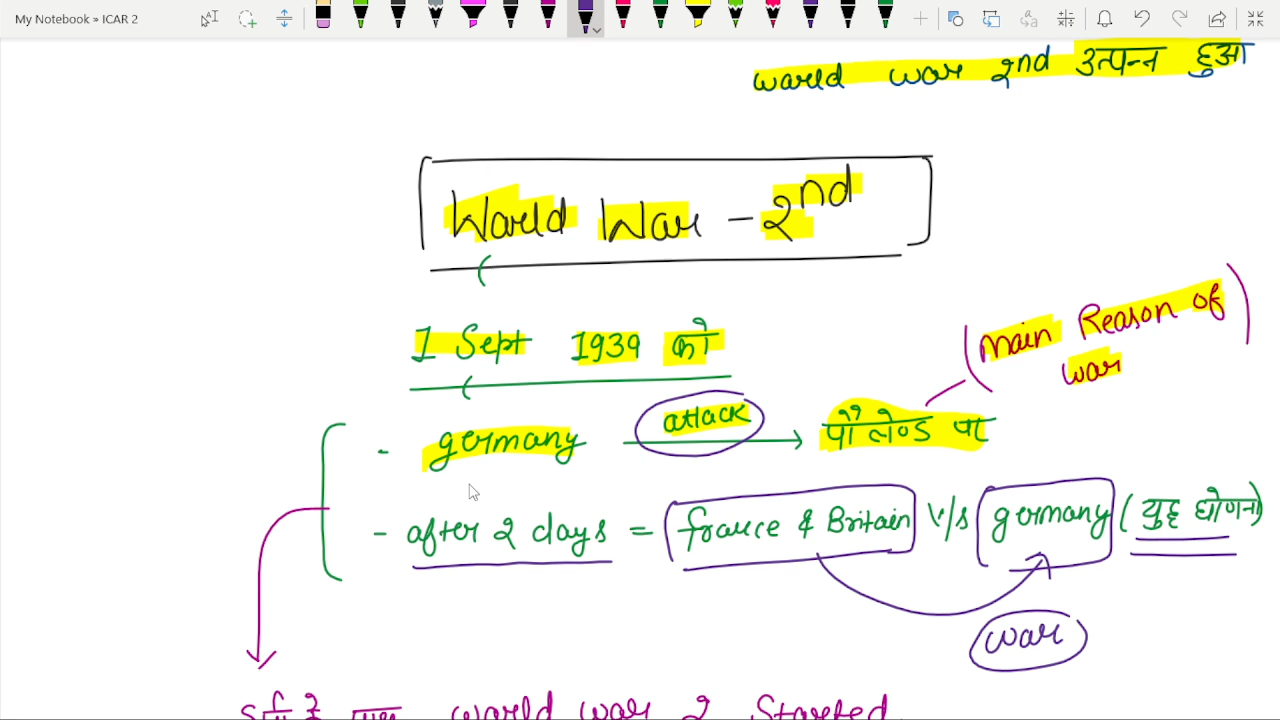 My Notebook » ICAR 2
world war 2nd उत्पन्न हुआ
World War - 2nd
1 Sept 1939 को
(Main Reason of war)
- germany attack पौलेण्ड पर
- after 2 days = france & Britain v/s germany (युद्ध घोषणा)
war
world war 2 Started